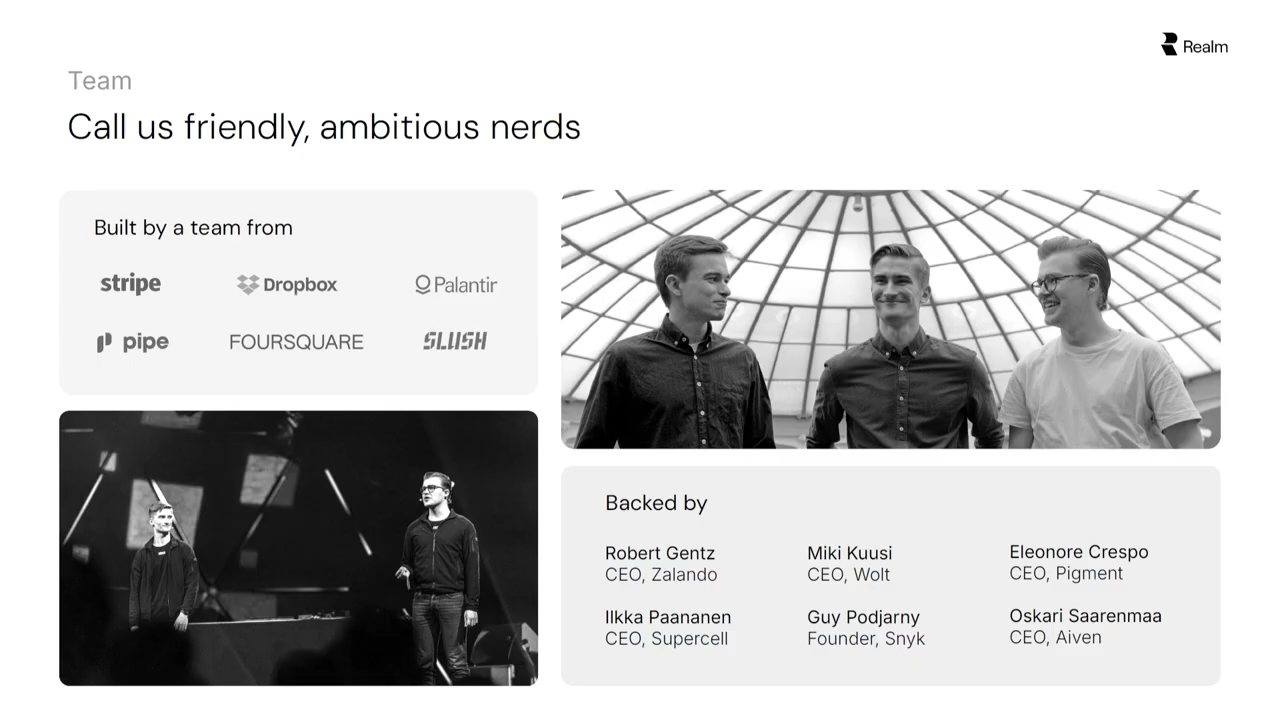 Realm
Team
Call us friendly, ambitious nerds
Built by a team from
stripe
Dropbox
Palantir
pipe
FOURSQUARE
SLUSH
Backed by
Robert Gentz
CEO, Zalando
Miki Kuusi
CEO, Wolt
Eleonore Crespo
CEO, Pigment
Ilkka Paananen
CEO, Supercell
Guy Podjarny
Founder, Snyk
Oskari Saarenmaa
CEO, Aiven